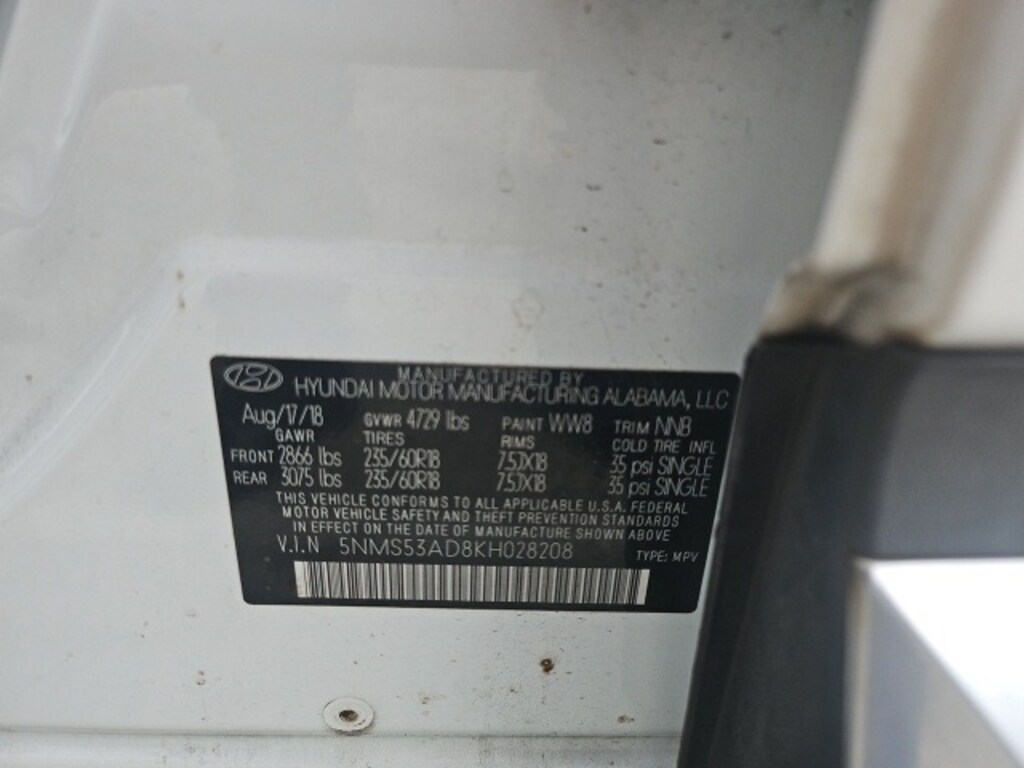 MANUFACTURED BY
HYUNDAI MOTOR MANUFACTURING ALABAMA, LLC
Aug/17/18 GVWR 4729 lbs PAINT WW8 TRIM NNB
GAWR TIRES RIMS COLD TIRE INFL
FRONT 2866 lbs 235/60R18 7.5JX18 35 psi SINGLE
REAR 3075 lbs 235/60R18 7.5JX18 35 psi SINGLE
THIS VEHICLE CONFORMS TO ALL APPLICABLE U.S.A. FEDERAL
MOTOR VEHICLE SAFETY AND THEFT PREVENTION STANDARDS
IN EFFECT ON THE DATE OF MANUFACTURE SHOWN ABOVE
V.I.N 5NMS53AD8KH028208 TYPE: MPV